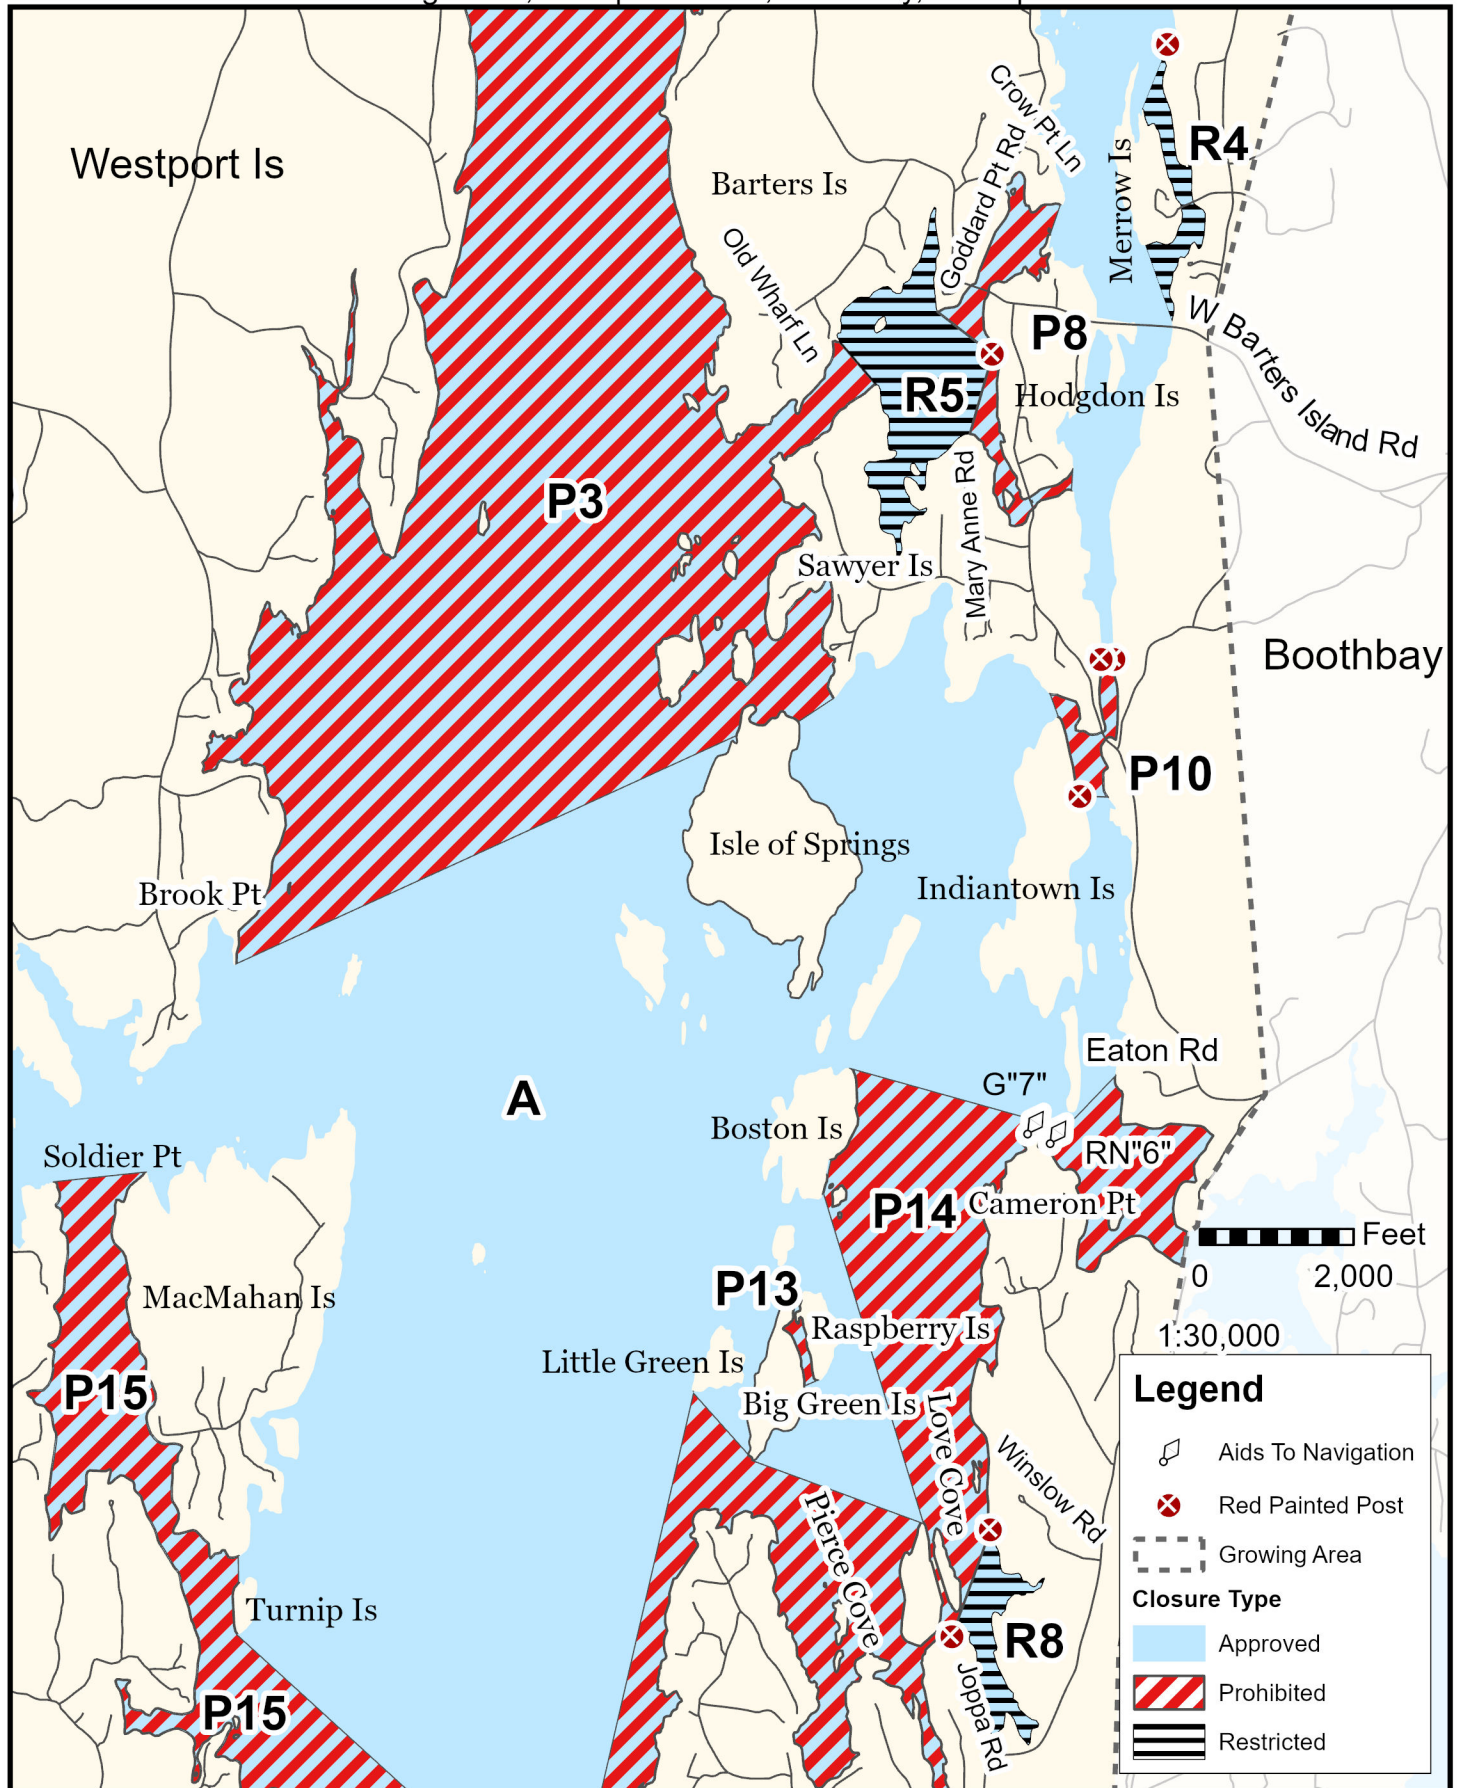 Crow Pt Ln
R4
Westport Is
Goddard Pt Rd
Barters Is
Merrow Is
Old Wharf Ln
P8
W Barters Island Rd
R5
Hodgdon Is
P3
Mary Anne Rd
Sawyer Is
Boothbay
P10
Isle of Springs
Brook Pt
Indiantown Is
Eaton Rd
G"7"
A
Boston Is
Soldier Pt
RN"6"
P14
Cameron Pt
Feet
0 2,000
P13
MacMahan Is
Raspberry Is
1:30,000
Little Green Is
P15
Big Green Is
Love Cove
Winslow Rd
Pierce Cove
Turnip Is
R8
P15
Joppa Rd
Legend
Aids To Navigation
Red Painted Post
Growing Area
Closure Type
Approved
Prohibited
Restricted